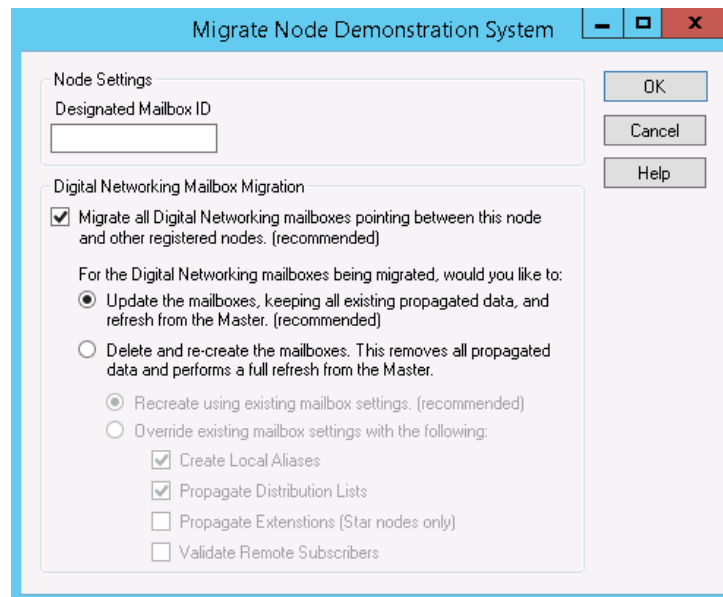 Migrate Node Demonstration System
Node Settings
Designated Mailbox ID
OK
Cancel
Help
Digital Networking Mailbox Migration
Migrate all Digital Networking mailboxes pointing between this node
and other registered nodes. (recommended)
For the Digital Networking mailboxes being migrated, would you like to:
Update the mailboxes, keeping all existing propagated data, and
refresh from the Master. (recommended)
Delete and re-create the mailboxes. This removes all propagated
data and performs a full refresh from the Master.
Recreate using existing mailbox settings. (recommended)
Override existing mailbox settings with the following:
Create Local Aliases
Propagate Distribution Lists
Propagate Extenstions (Star nodes only)
Validate Remote Subscribers